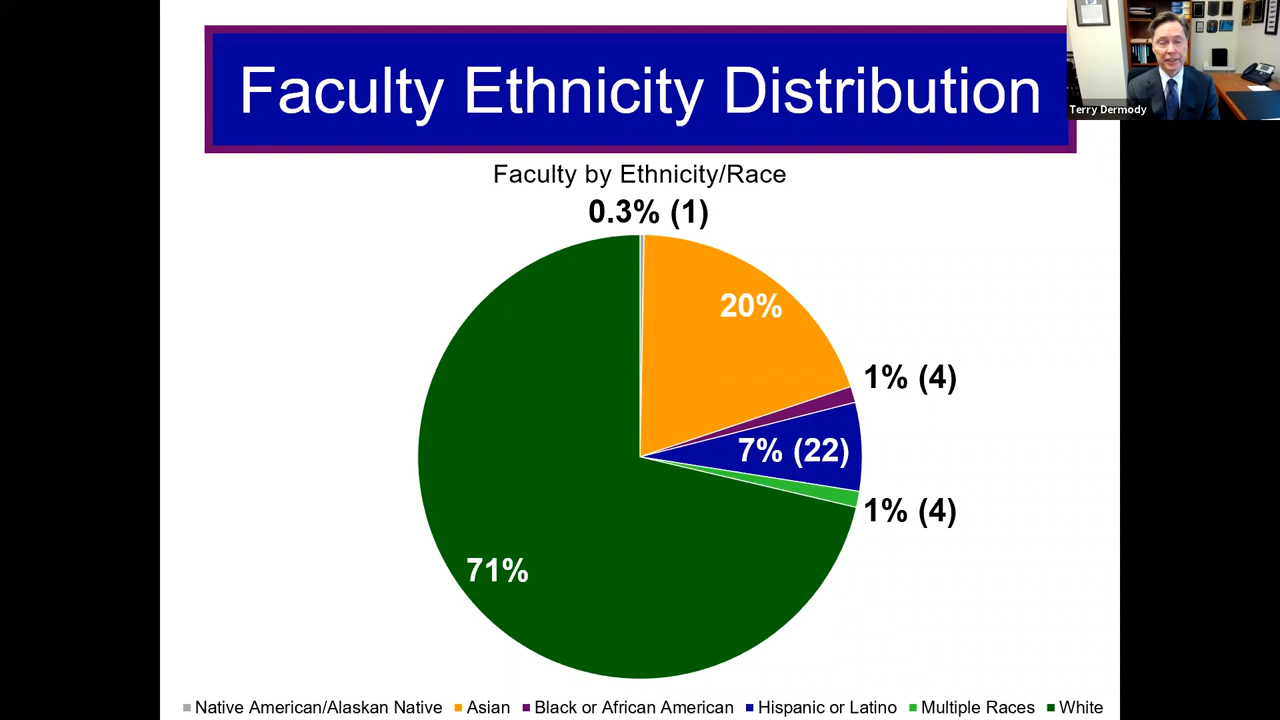 Faculty Ethnicity Distribution
Terry Dermody
Faculty by Ethnicity/Race
0.3% (1)
20%
1% (4)
7% (22)
1% (4)
71%
Native American/Alaskan Native Asian Black or African American Hispanic or Latino Multiple Races White